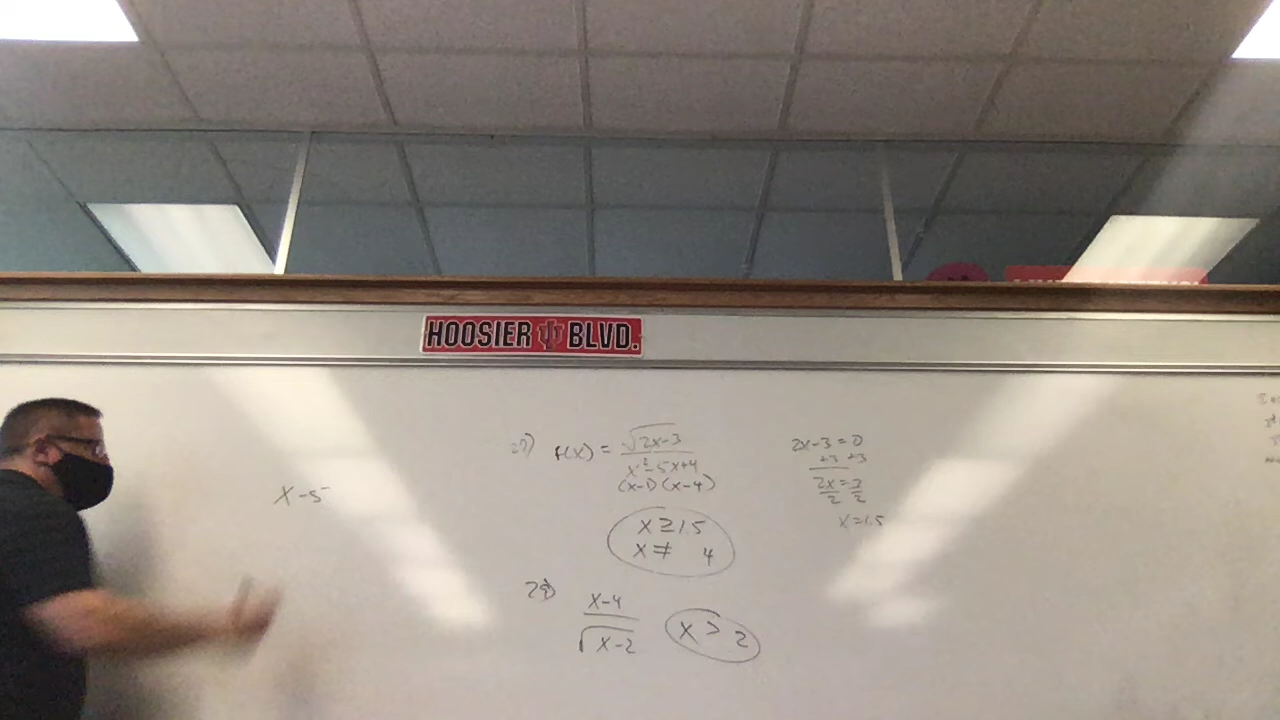 HOOSIER BLVD.
27) f(x) = √2x-3
x²-5x+4
(x-1)(x-4)
x ≥ 1.5
x ≠ 4
2x-3=0
+3 +3
2x=3
2 2
x=1.5
x-5
x-4
√x-2
x > 2